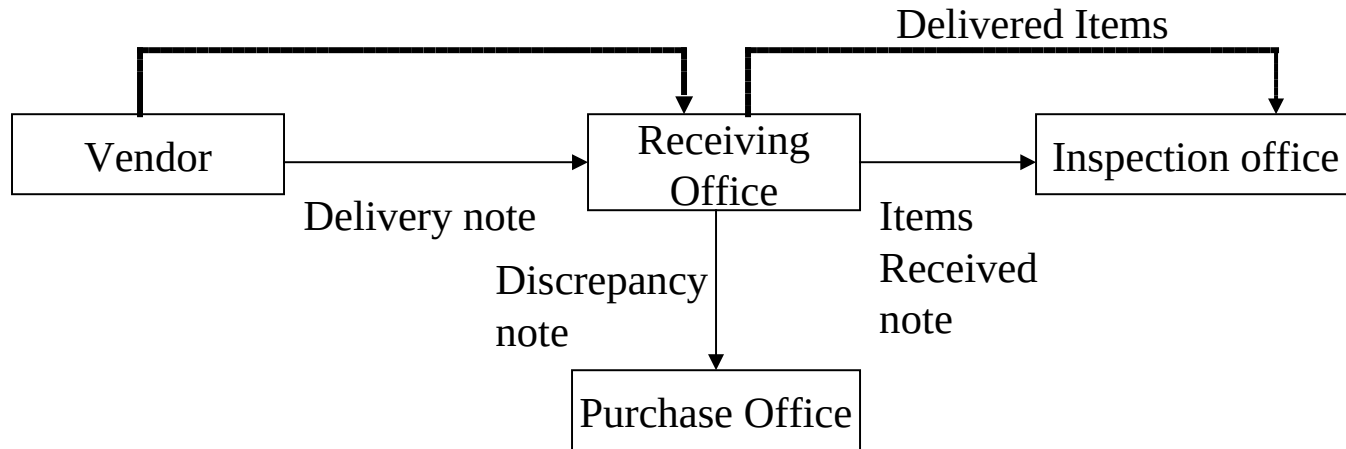 Delivered Items
Vendor
Receiving
Office
Inspection office
Delivery note
Items
Received
note
Discrepancy
note
Purchase Office